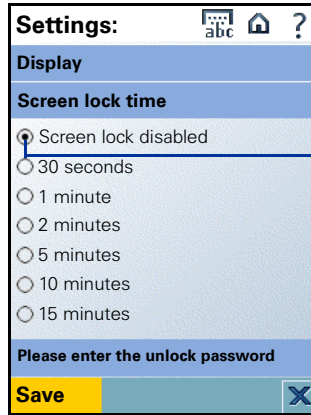 Settings:
abc
?
Display
Screen lock time
Screen lock disabled
30 seconds
1 minute
2 minutes
5 minutes
10 minutes
15 minutes
Please enter the unlock password
Save
X